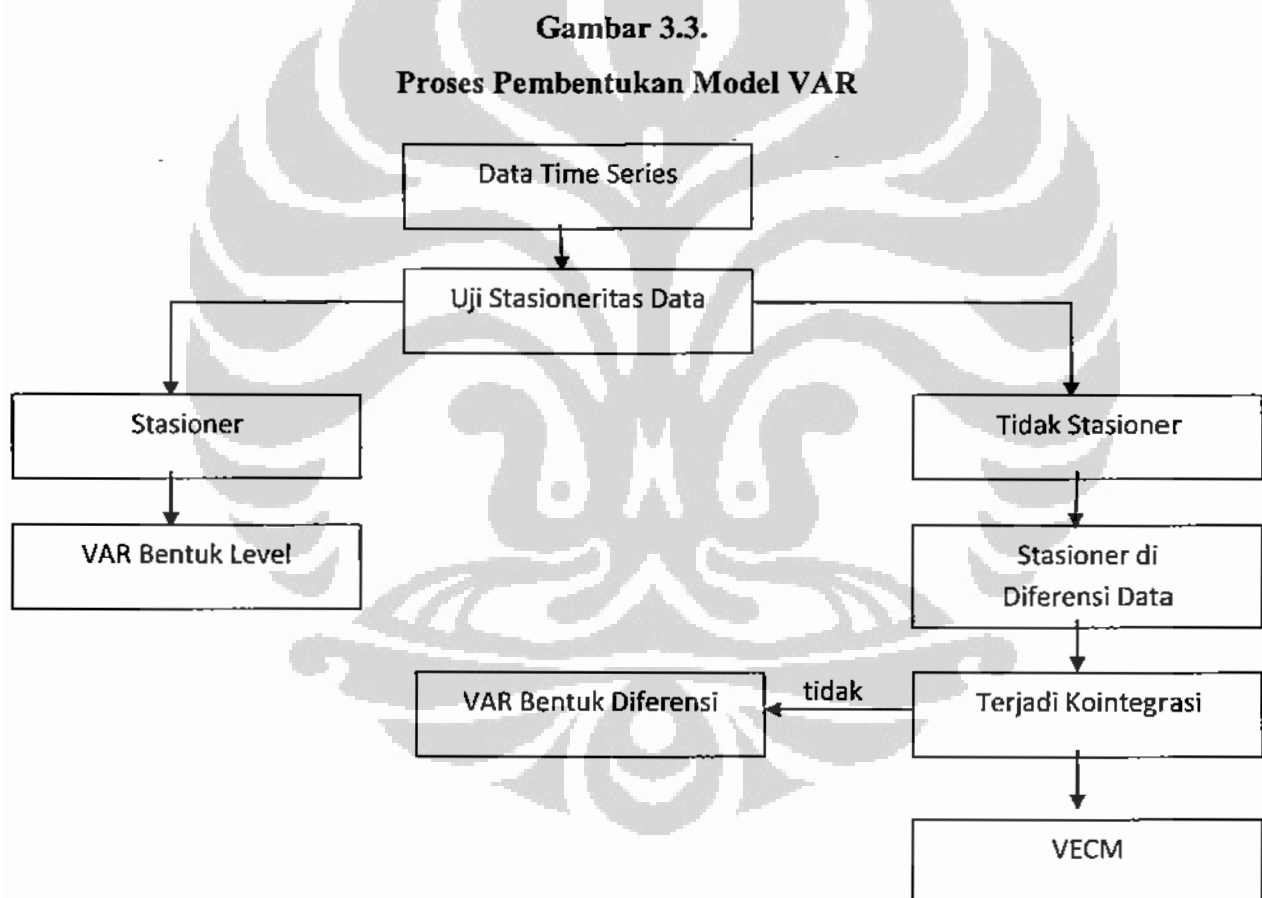 Gambar 3.3.
Proses Pembentukan Model VAR
Data Time Series
Uji Stasioneritas Data
Stasioner
Tidak Stasioner
VAR Bentuk Level
Stasioner di
Diferensi Data
VAR Bentuk Diferensi
tidak
Terjadi Kointegrasi
VECM